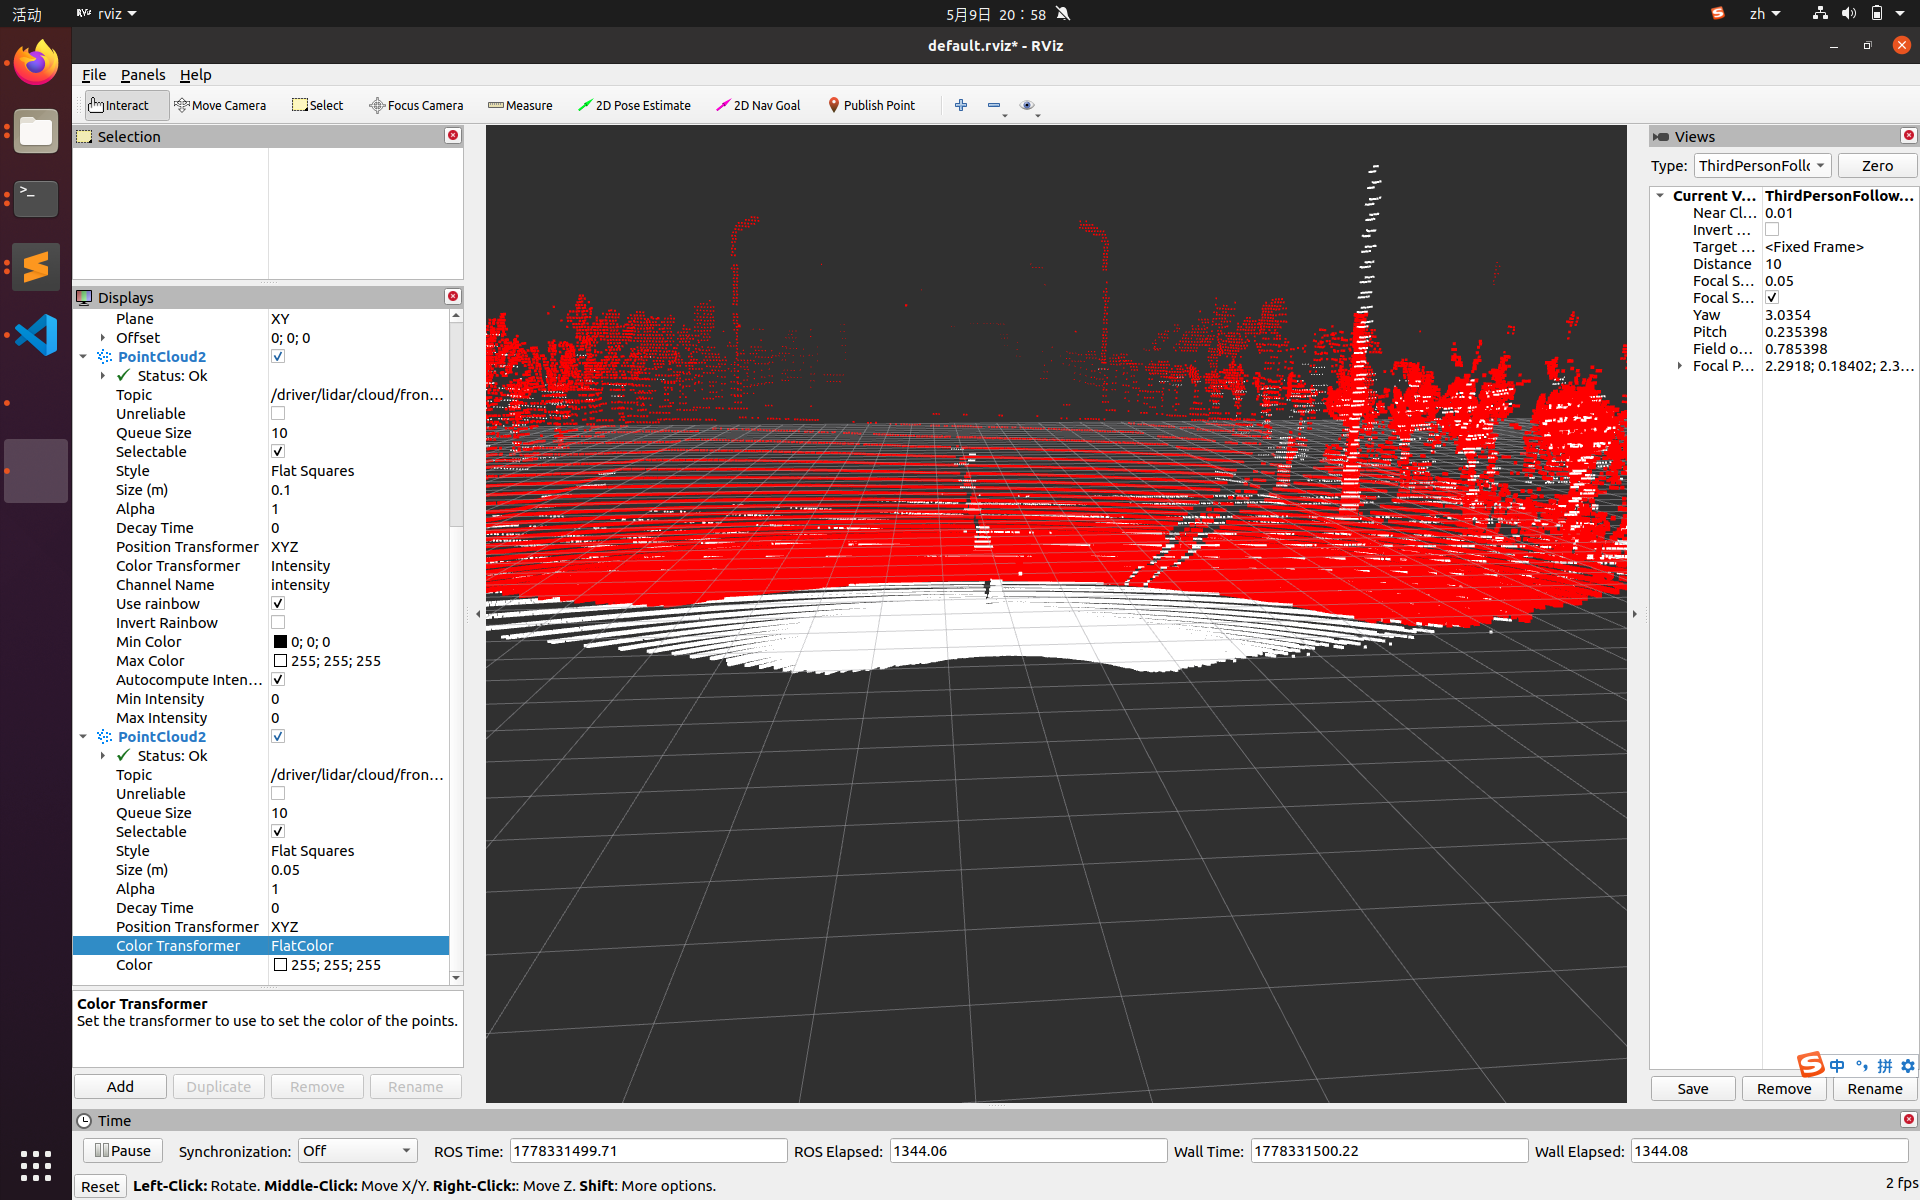 活动
rviz
5月9日 20：58
zh
default.rviz* - RViz
File Panels Help
Interact Move Camera Select Focus Camera Measure 2D Pose Estimate 2D Nav Goal Publish Point
Selection
Displays
Plane XY
Offset 0; 0; 0
PointCloud2
Status: Ok
Topic /driver/lidar/cloud/fron...
Unreliable
Queue Size 10
Selectable
Style Flat Squares
Size (m) 0.1
Alpha 1
Decay Time 0
Position Transformer XYZ
Color Transformer Intensity
Channel Name intensity
Use rainbow
Invert Rainbow
Min Color 0; 0; 0
Max Color 255; 255; 255
Autocompute Inten...
Min Intensity 0
Max Intensity 0
PointCloud2
Status: Ok
Topic /driver/lidar/cloud/fron...
Unreliable
Queue Size 10
Selectable
Style Flat Squares
Size (m) 0.05
Alpha 1
Decay Time 0
Position Transformer XYZ
Color Transformer FlatColor
Color 255; 255; 255
Color Transformer
Set the transformer to use to set the color of the points.
Add Duplicate Remove Rename
Views
Type: ThirdPersonFollo Zero
Current V... ThirdPersonFollow...
Near Cl... 0.01
Invert ...
Target ... <Fixed Frame>
Distance 10
Focal S... 0.05
Focal S...
Yaw 3.0354
Pitch 0.235398
Field o... 0.785398
Focal P... 2.2918; 0.18402; 2.3...
中 拼
Save Remove Rename
Time
Pause Synchronization: Off ROS Time: 1778331499.71 ROS Elapsed: 1344.06 Wall Time: 1778331500.22 Wall Elapsed: 1344.08
Reset Left-Click: Rotate. Middle-Click: Move X/Y. Right-Click:: Move Z. Shift: More options. 2 fps